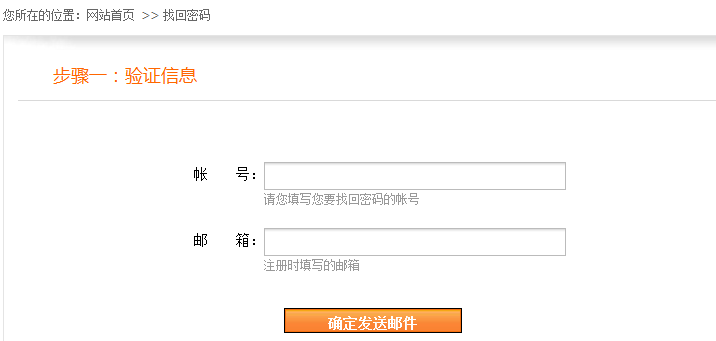 您所在的位置：网站首页 >> 找回密码
步骤一：验证信息
帐 号：
请您填写您要找回密码的帐号
邮 箱：
注册时填写的邮箱
确定发送邮件